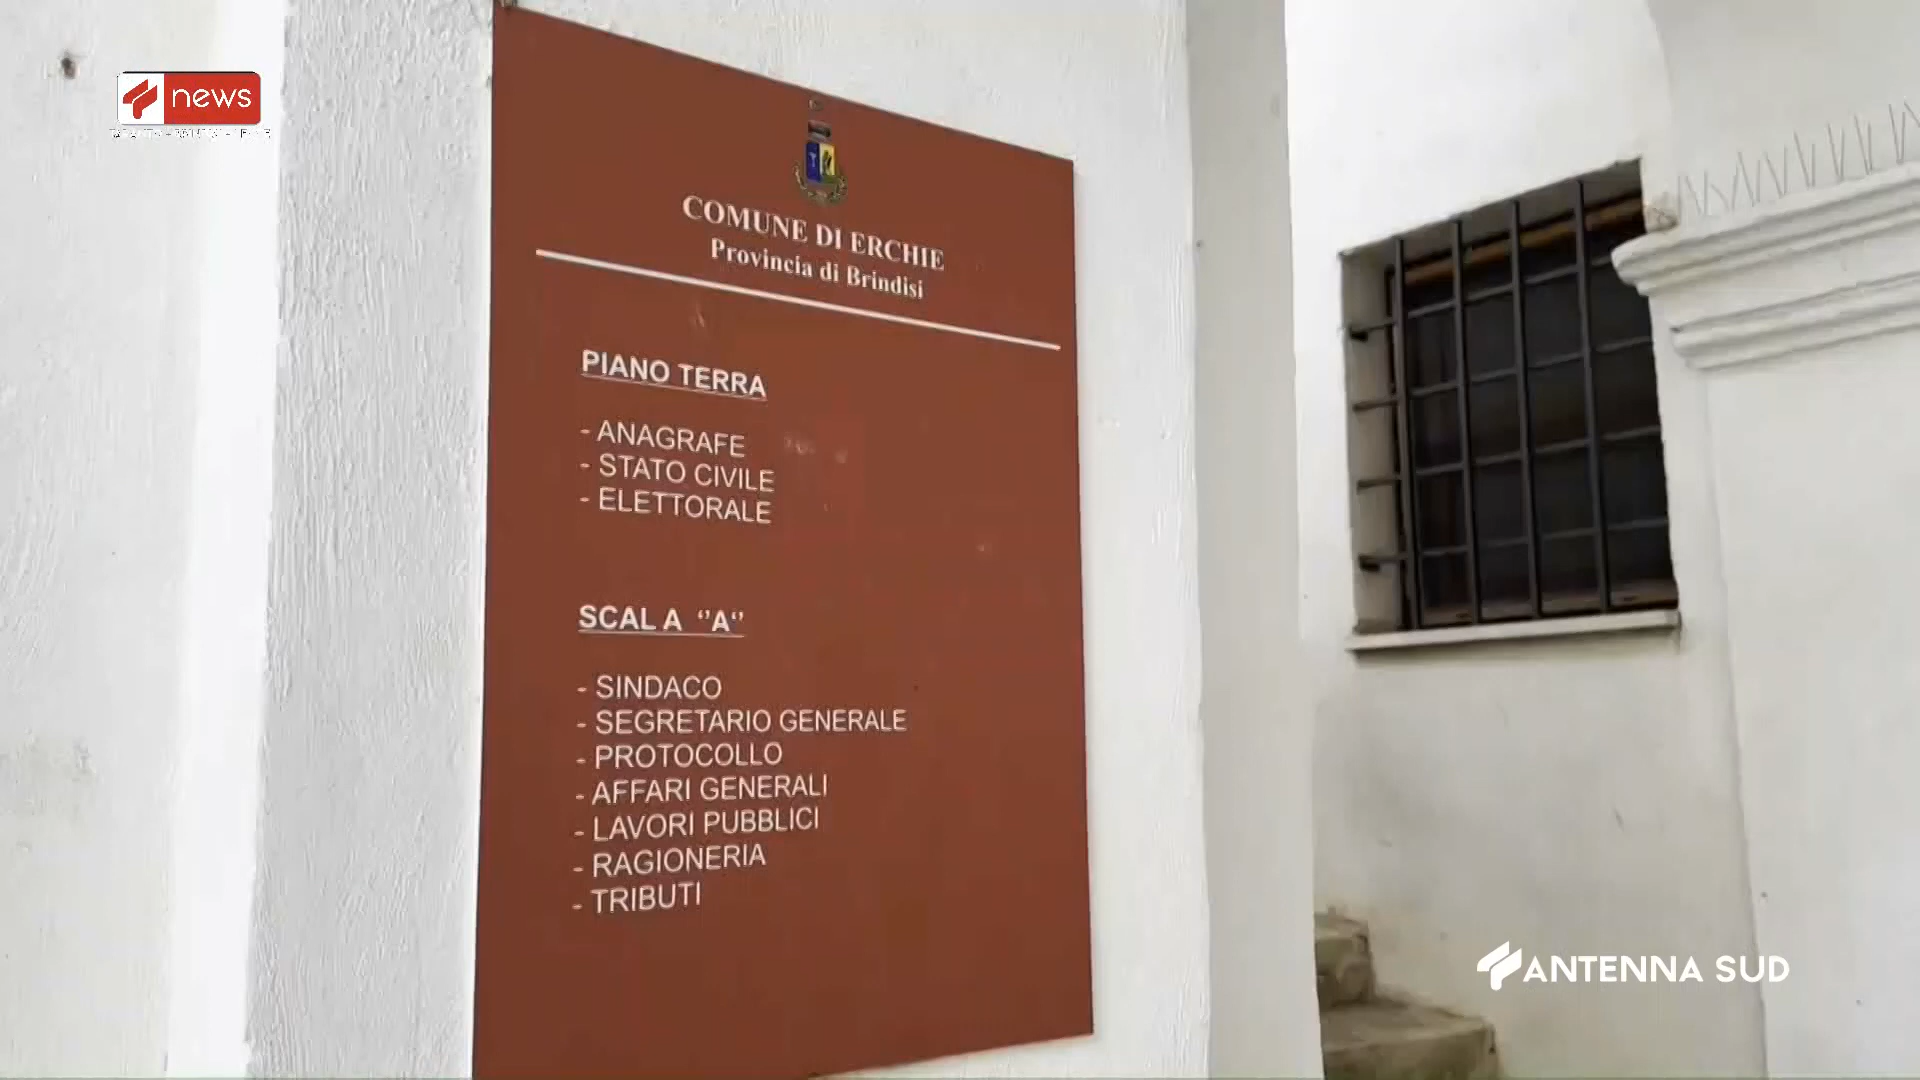 news
COMUNE DI ERCHIE
Provincia di Brindisi
PIANO TERRA
- ANAGRAFE
- STATO CIVILE
- ELETTORALE
SCALA "A"
- SINDACO
- SEGRETARIO GENERALE
- PROTOCOLLO
- AFFARI GENERALI
- LAVORI PUBBLICI
- RAGIONERIA
- TRIBUTI
ANTENNA SUD